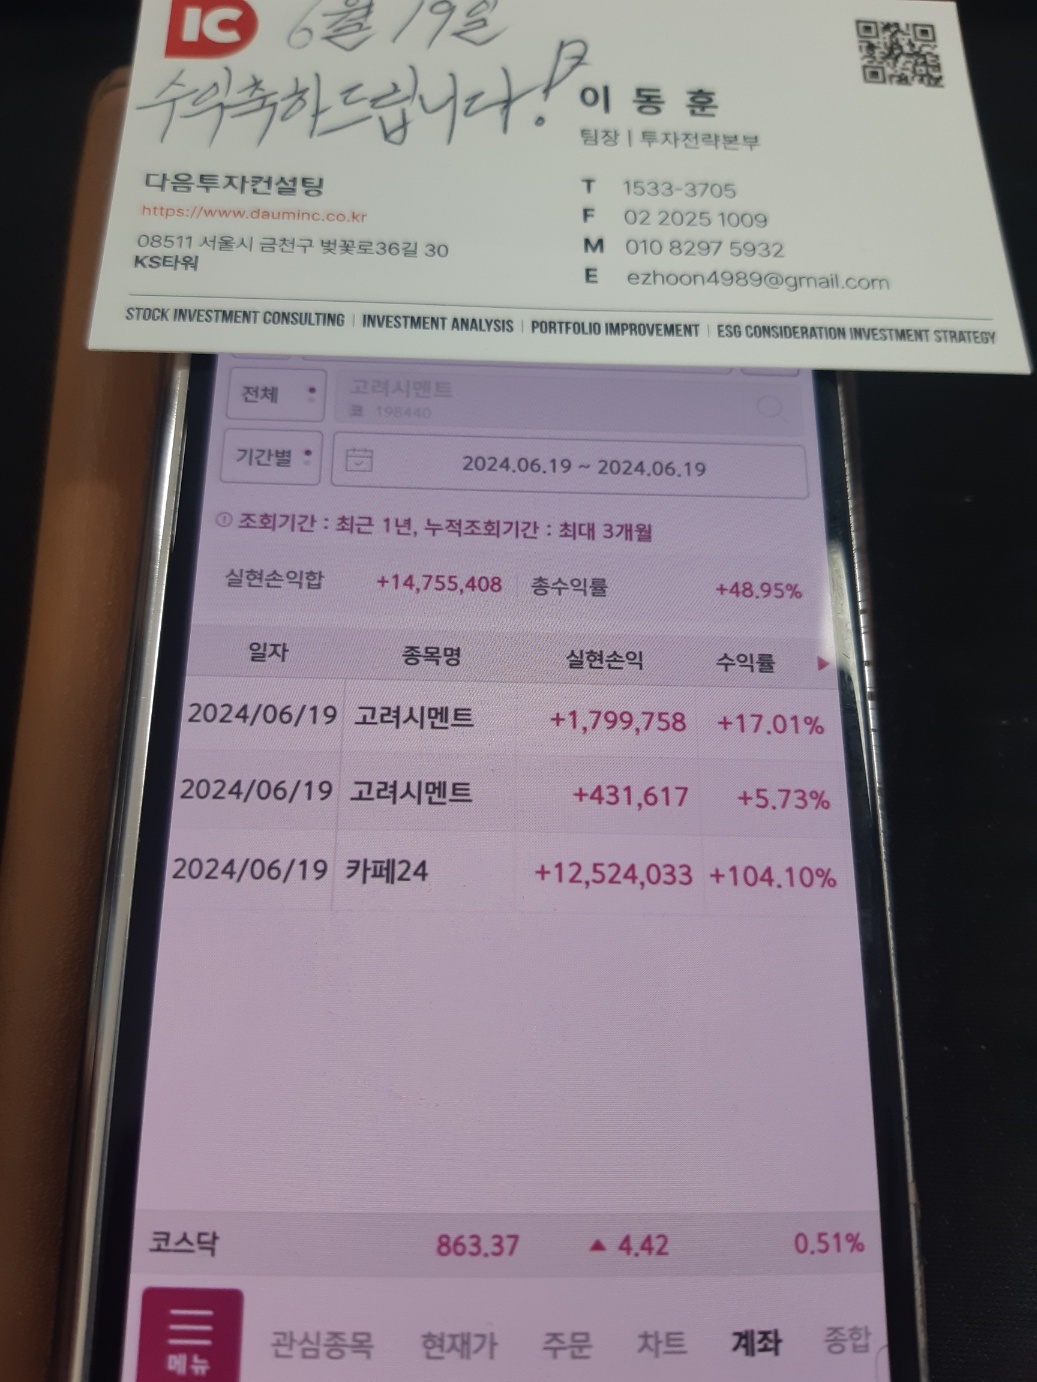 IC
6월 19일
수익축하드립니다!
이동훈
팀장 | 투자전략본부
다음투자컨설팅
https://www.dauminc.co.kr
08511 서울시 금천구 벚꽃로36길 30
KS타워
T 1533-3705
F 02 2025 1009
M 010 8297 5932
E ezhoon4989@gmail.com
STOCK INVESTMENT CONSULTING | INVESTMENT ANALYSIS | PORTFOLIO IMPROVEMENT | ESG CONSIDERATION INVESTMENT STRATEGY
전체 고려시멘트
코 198440
기간별 2024.06.19 ~ 2024.06.19
조회기간 : 최근 1년, 누적조회기간 : 최대 3개월
실현손익합 +14,755,408 총수익률 +48.95%
일자 종목명 실현손익 수익률
2024/06/19 고려시멘트 +1,799,758 +17.01%
2024/06/19 고려시멘트 +431,617 +5.73%
2024/06/19 카페24 +12,524,033 +104.10%
코스닥 863.37 ▲ 4.42 0.51%
메뉴 관심종목 현재가 주문 차트 계좌 종합